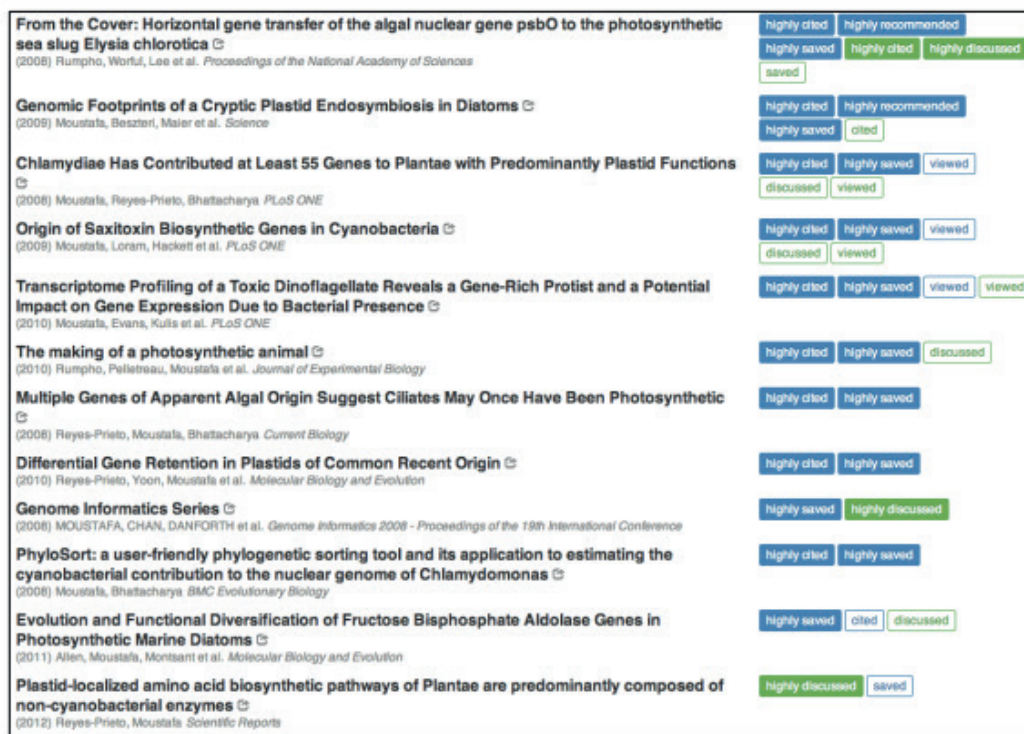 From the Cover: Horizontal gene transfer of the algal nuclear gene psbO to the photosynthetic
sea slug Elysia chlorotica
(2008) Rumpho, Worful, Lee et al. Proceedings of the National Academy of Sciences
highly cited highly recommended
highly saved highly cited highly discussed
saved
Genomic Footprints of a Cryptic Plastid Endosymbiosis in Diatoms
(2009) Moustafa, Beszteri, Maier et al. Science
highly cited highly recommended
highly saved cited
Chlamydiae Has Contributed at Least 55 Genes to Plantae with Predominantly Plastid Functions
(2008) Moustafa, Reyes-Prieto, Bhattacharya PLoS ONE
highly cited highly saved viewed
discussed viewed
Origin of Saxitoxin Biosynthetic Genes in Cyanobacteria
(2009) Moustafa, Loram, Hackett et al. PLoS ONE
highly cited highly saved viewed
discussed viewed
Transcriptome Profiling of a Toxic Dinoflagellate Reveals a Gene-Rich Protist and a Potential
Impact on Gene Expression Due to Bacterial Presence
(2010) Moustafa, Evans, Kulis et al. PLoS ONE
highly cited highly saved viewed viewed
The making of a photosynthetic animal
(2010) Rumpho, Pelletreau, Moustafa et al. Journal of Experimental Biology
highly cited highly saved discussed
Multiple Genes of Apparent Algal Origin Suggest Ciliates May Once Have Been Photosynthetic
(2008) Reyes-Prieto, Moustafa, Bhattacharya Current Biology
highly cited highly saved
Differential Gene Retention in Plastids of Common Recent Origin
(2010) Reyes-Prieto, Yoon, Moustafa et al. Molecular Biology and Evolution
highly cited highly saved
Genome Informatics Series
(2008) MOUSTAFA, CHAN, DANFORTH et al. Genome Informatics 2008 - Proceedings of the 19th International Conference
highly saved highly discussed
PhyloSort: a user-friendly phylogenetic sorting tool and its application to estimating the
cyanobacterial contribution to the nuclear genome of Chlamydomonas
(2008) Moustafa, Bhattacharya BMC Evolutionary Biology
highly cited highly saved
Evolution and Functional Diversification of Fructose Bisphosphate Aldolase Genes in
Photosynthetic Marine Diatoms
(2011) Allen, Moustafa, Montsant et al. Molecular Biology and Evolution
highly saved cited discussed
Plastid-localized amino acid biosynthetic pathways of Plantae are predominantly composed of
non-cyanobacterial enzymes
(2012) Reyes-Prieto, Moustafa Scientific Reports
highly discussed saved